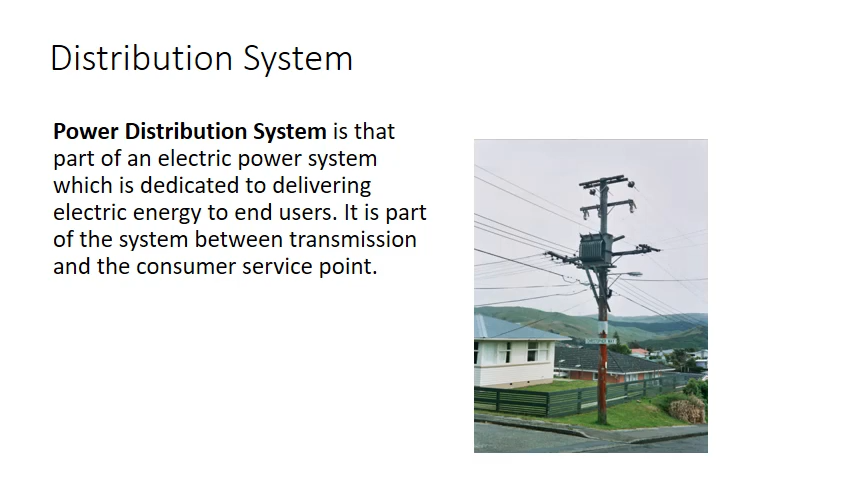 Distribution System
Power Distribution System is that
part of an electric power system
which is dedicated to delivering
electric energy to end users. It is part
of the system between transmission
and the consumer service point.